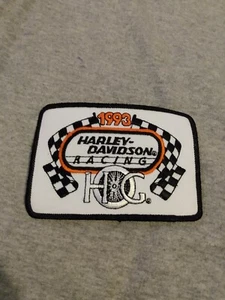 1993
HARLEY-
DAVIDSON®
RACING
HOG®